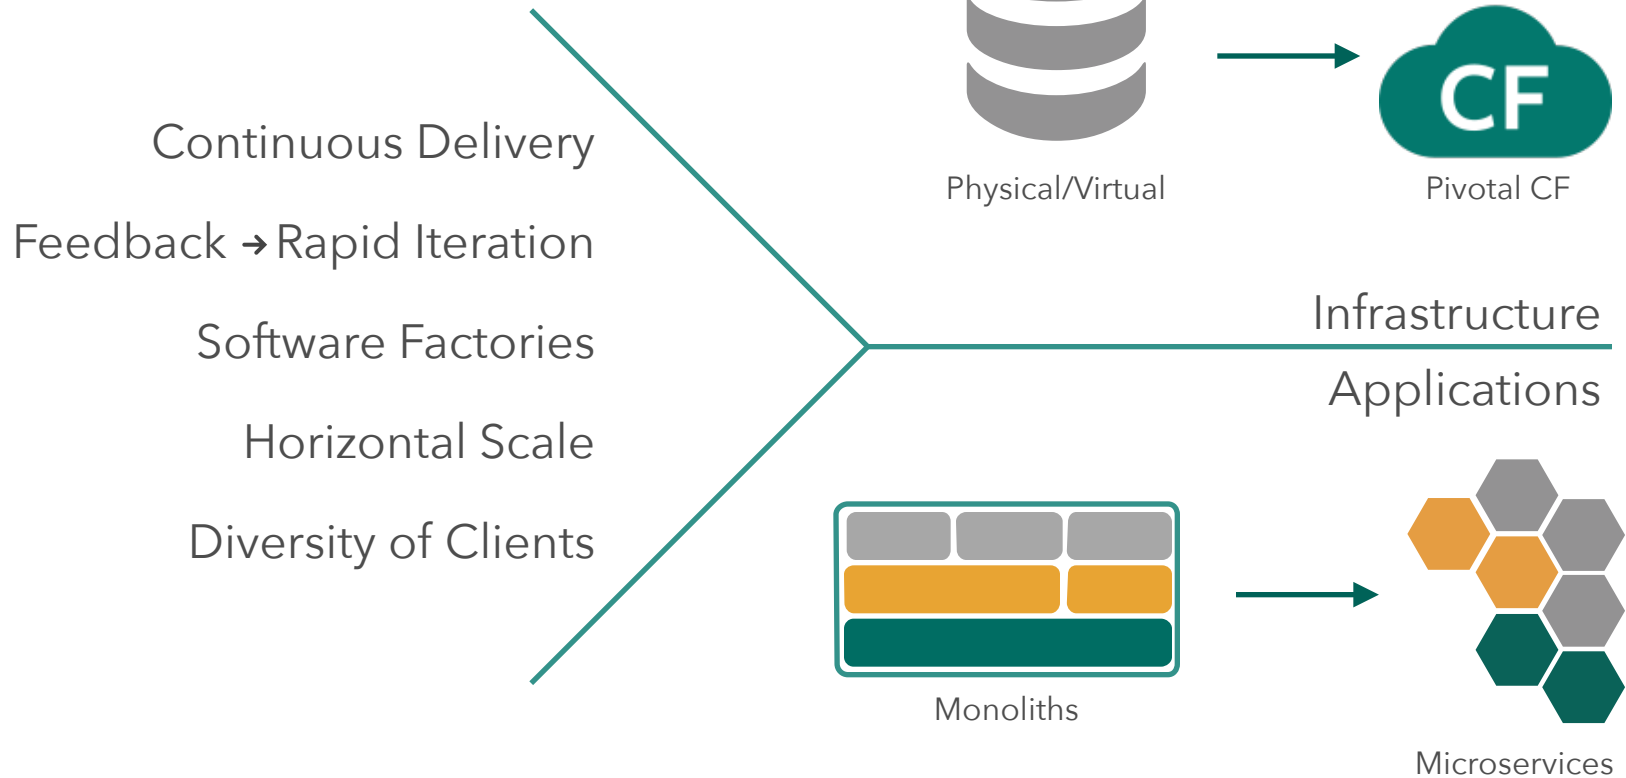 Continuous Delivery
Feedback → Rapid Iteration
Software Factories
Horizontal Scale
Diversity of Clients
CF
Physical/Virtual
Pivotal CF
Infrastructure
Applications
Monoliths
Microservices